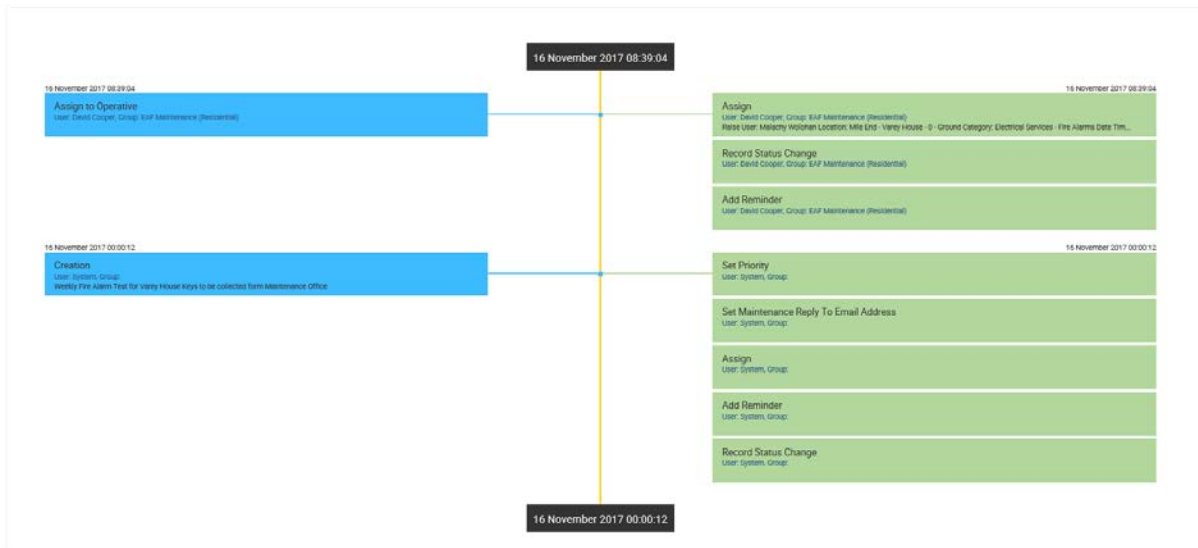 16 November 2017 08:39:04
16 November 2017 08:39:04
Assign to Operative
User: David Cooper, Group: EAF Maintenance (Residential)
16 November 2017 08:39:04
Assign
User: David Cooper, Group: EAF Maintenance (Residential)
Raise User: Malachy Wolohan Location: Mile End - Varey House - 0 - Ground Category: Electrical Services - Fire Alarms Date Tim...
Record Status Change
User: David Cooper, Group: EAF Maintenance (Residential)
Add Reminder
User: David Cooper, Group: EAF Maintenance (Residential)
16 November 2017 00:00:12
Creation
User: System, Group:
Weekly Fire Alarm Test for Varey House Keys to be collected form Maintenance Office
16 November 2017 00:00:12
Set Priority
User: System, Group:
Set Maintenance Reply To Email Address
User: System, Group:
Assign
User: System, Group:
Add Reminder
User: System, Group:
Record Status Change
User: System, Group:
16 November 2017 00:00:12